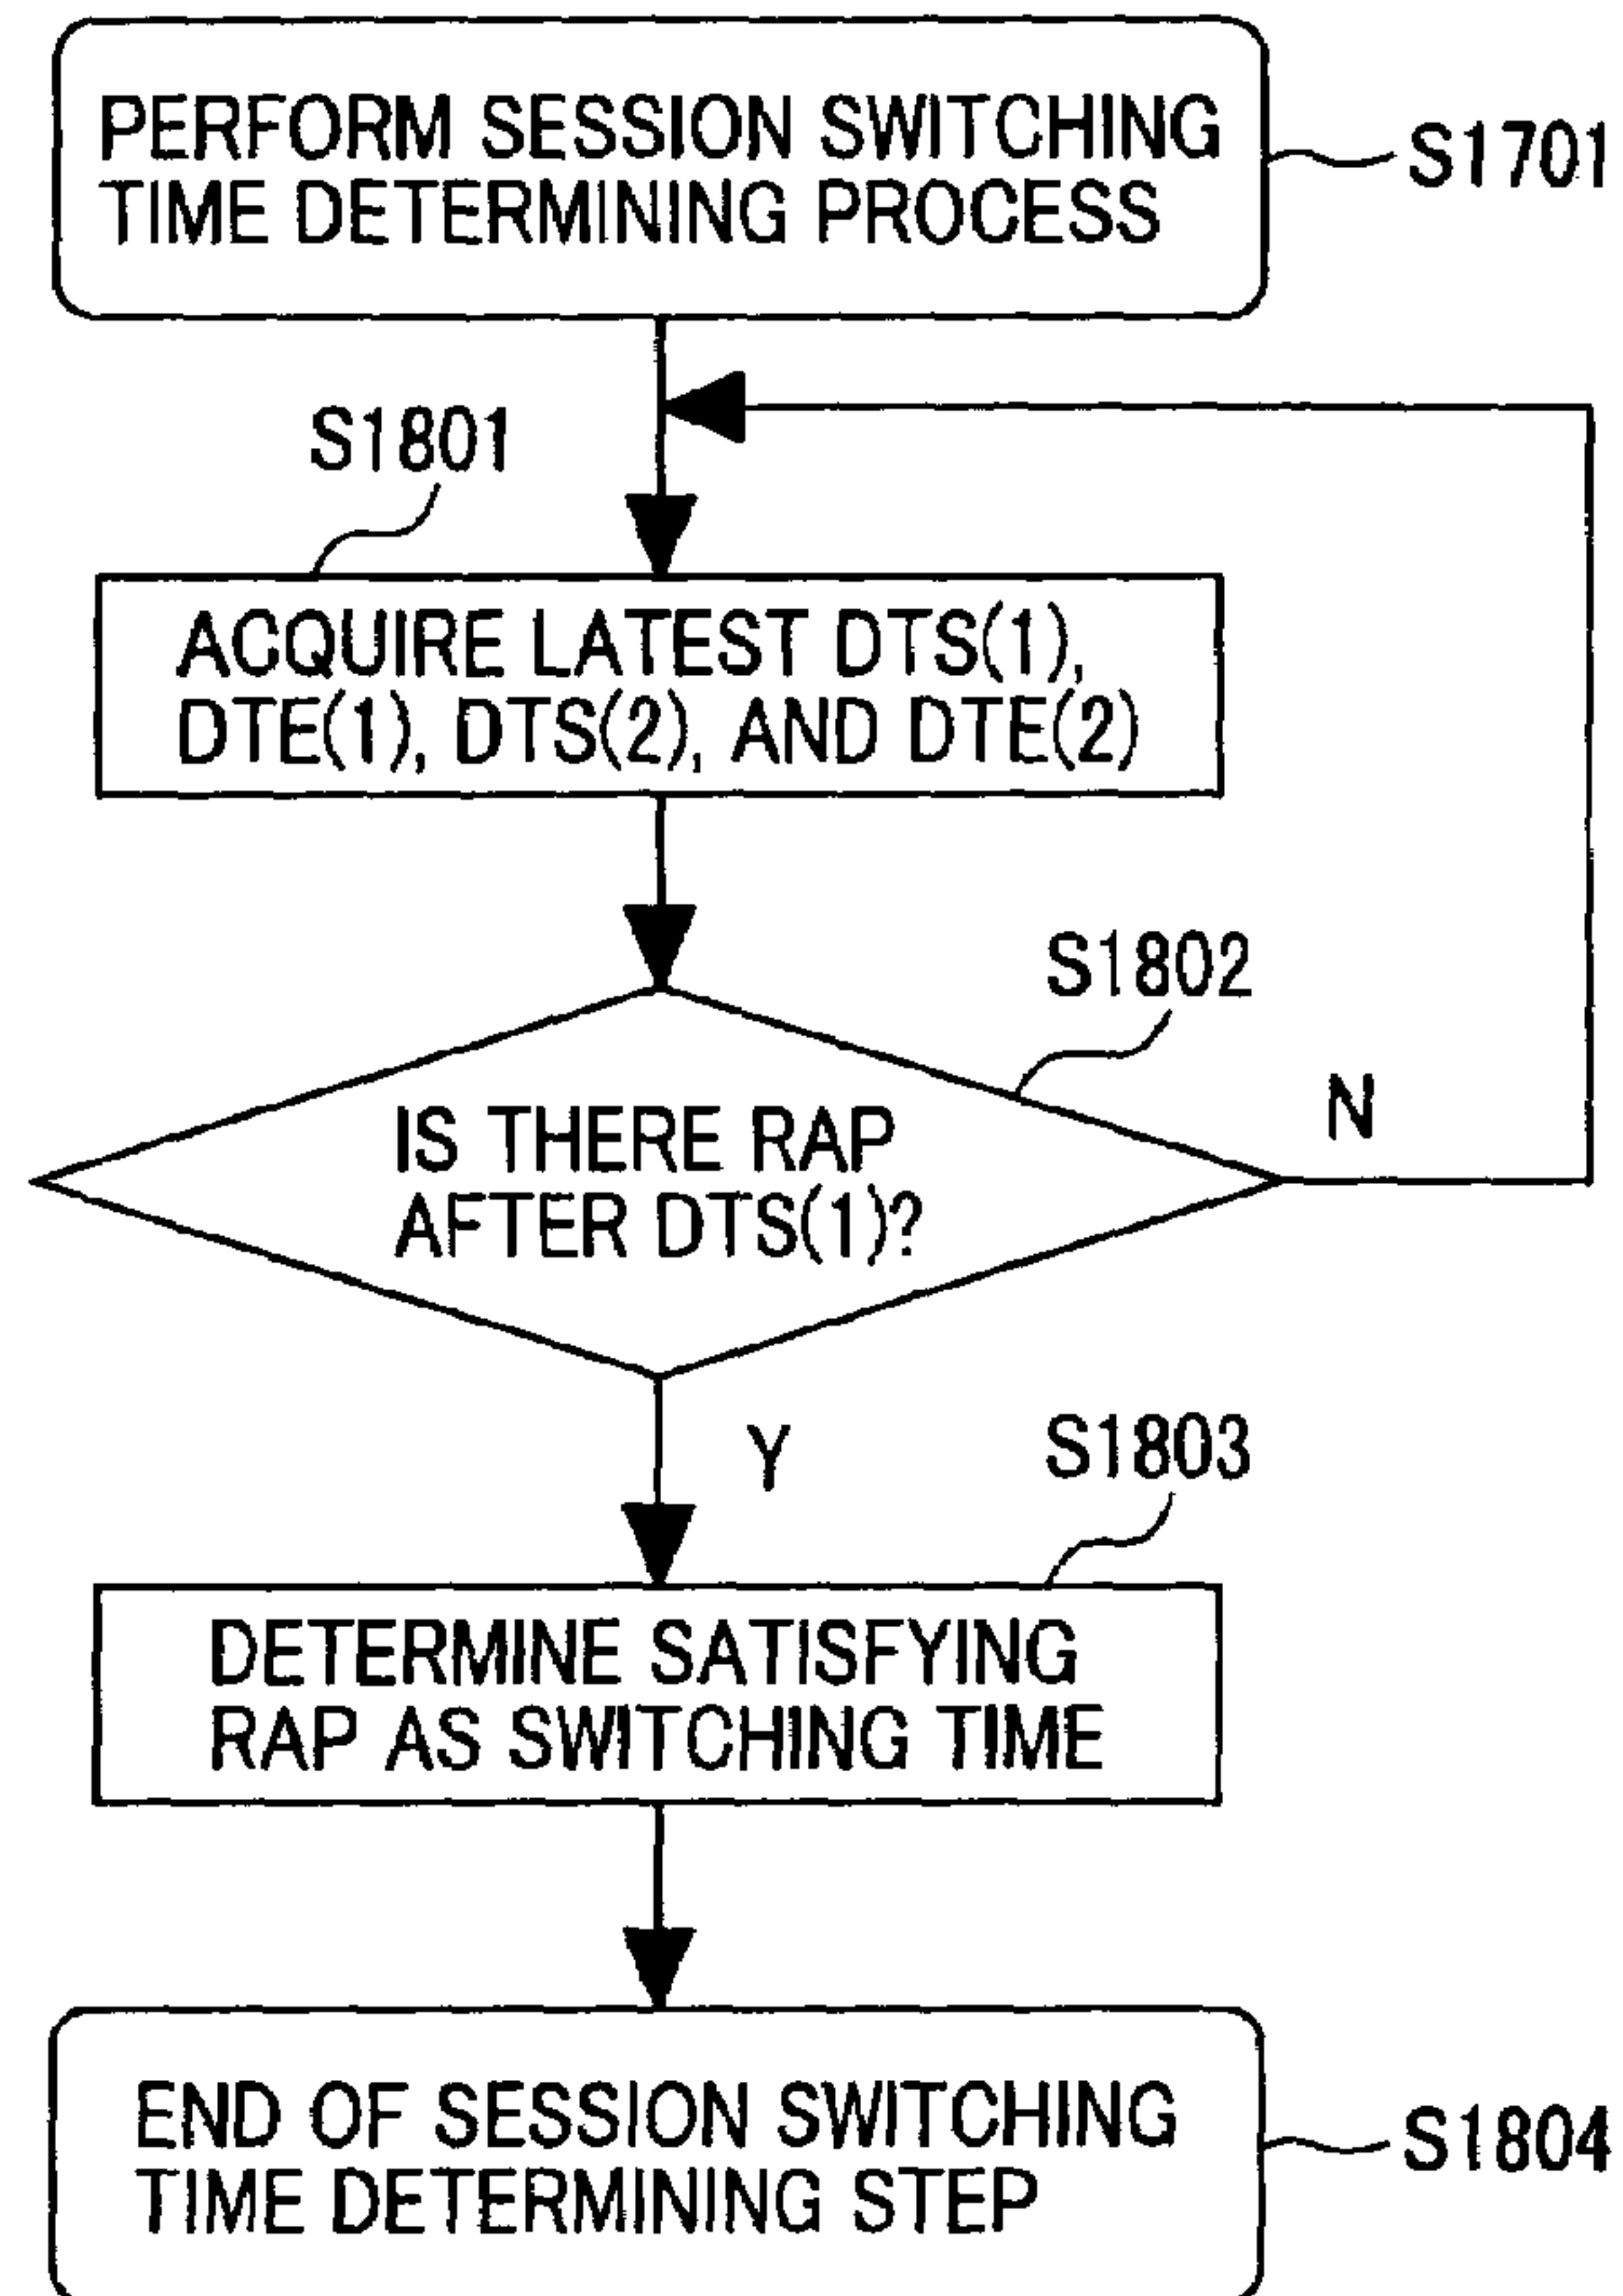 PERFORM SESSION SWITCHING
TIME DETERMINING PROCESS
S1701
S1801
ACQUIRE LATEST DTS(1),
DTE(1), DTS(2), AND DTE(2)
S1802
IS THERE RAP
AFTER DTS(1)?
N
Y
S1803
DETERMINE SATISFYING
RAP AS SWITCHING TIME
END OF SESSION SWITCHING
TIME DETERMINING STEP
S1804